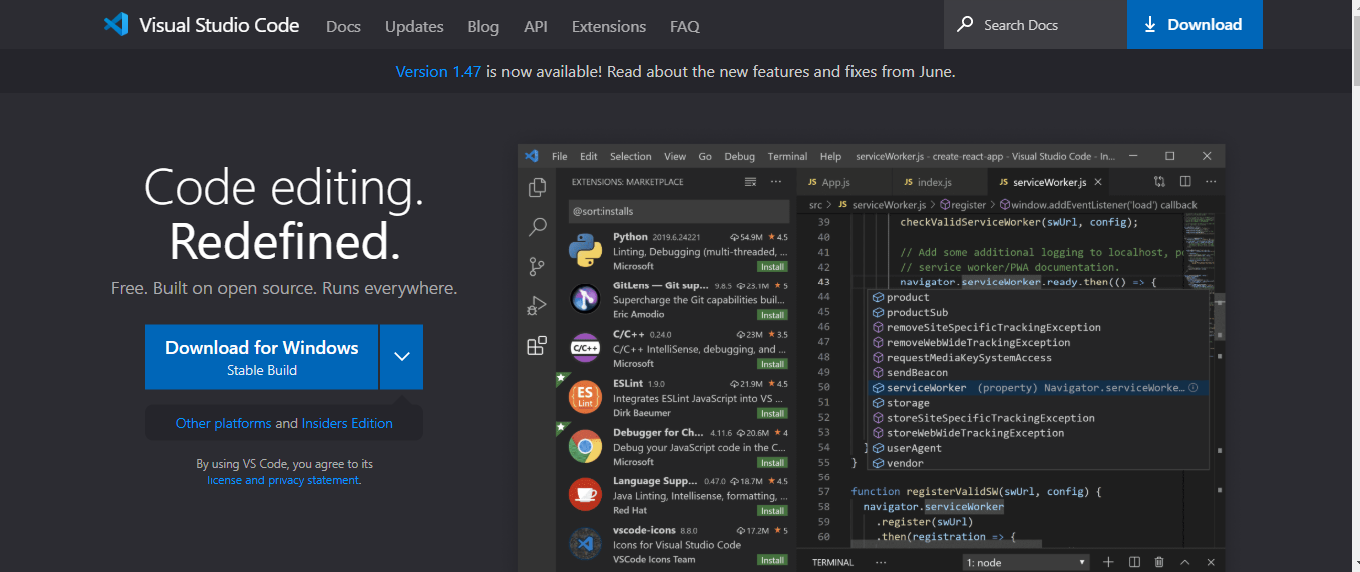 Visual Studio Code Docs Updates Blog API Extensions FAQ Search Docs Download
Version 1.47 is now available! Read about the new features and fixes from June.
Code editing.
Redefined.
Free. Built on open source. Runs everywhere.
Download for Windows
Stable Build
Other platforms and Insiders Edition
By using VS Code, you agree to its
license and privacy statement.
File Edit Selection View Go Debug Terminal Help serviceWorker.js - create-react-app - Visual Studio Code - In...
EXTENSIONS: MARKETPLACE ...
@sort:installs
Python 2019.6.24221 54.9M 4.5
Linting, Debugging (multi-threaded, ...
Microsoft Install
GitLens — Git sup... 9.8.5 23.1M 5
Supercharge the Git capabilities buil...
Eric Amodio Install
C/C++ 0.24.0 23M 3.5
C/C++ IntelliSense, debugging, and ...
Microsoft Install
ESLint 1.9.0 21.9M 4.5
Integrates ESLint JavaScript into VS ...
Dirk Baeumer Install
Debugger for Ch... 4.11.6 20.6M 4
Debug your JavaScript code in the C...
Microsoft Install
Language Supp... 0.47.0 18.7M 4.5
Java Linting, Intellisense, formatting, ...
Red Hat Install
vscode-icons 8.8.0 17.2M 5
Icons for Visual Studio Code
VSCode Icons Team Install
ES
Lint
C/C++
JS App.js JS index.js JS serviceWorker.js
src > JS serviceWorker.js > register > window.addEventListener('load') callback
39 checkValidServiceWorker(swUrl, config);
40
41 // Add some additional logging to localhost, po
42 // service worker/PWA documentation.
43 navigator.serviceWorker.ready.then(() => {
44 product
45 productSub
46 removeSiteSpecificTrackingException
47 removeWebWideTrackingException
48 requestMediaKeySystemAccess
49 sendBeacon
50 serviceWorker (property) Navigator.serviceWorke...
51 storage
52 storeSiteSpecificTrackingException
53 storeWebWideTrackingException
54 } userAgent
55 } vendor
56
57 function registerValidSW(swUrl, config) {
58 navigator.serviceWorker
59 .register(swUrl)
60 .then(registration => {
TERMINAL ... 1: node